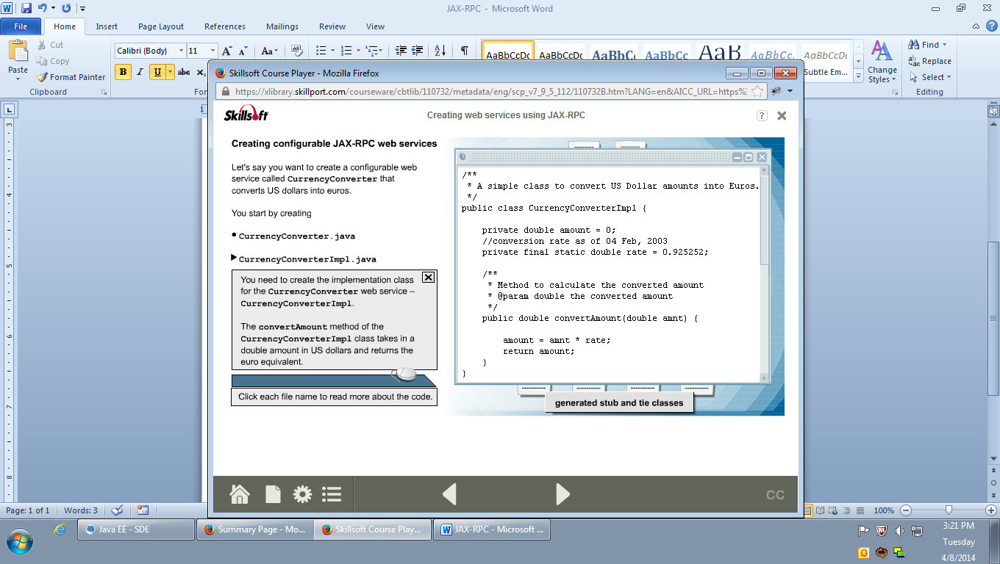 JAX-RPC - Microsoft Word
File Home Insert Page Layout References Mailings Review View
Paste
Cut
Copy
Format Painter
Clipboard
Calibri (Body) 11
B I U abc
AaBbCcDc AaBbCcDc AaBbCc AaBbCc AaB AaBbCc. AaBbCcDc
Subtle Em...
Change
Styles
Find
Replace
Select
Editing
Skillsoft Course Player - Mozilla Firefox
https://xlibrary.skillport.com/courseware/cbtlib/110732/metadata/eng/scp_v7_9_5_112/110732B.htm?LANG=en&AICC_URL=https%
Skillsoft
Creating web services using JAX-RPC
Creating configurable JAX-RPC web services
Let's say you want to create a configurable web
service called CurrencyConverter that
converts US dollars into euros.
You start by creating
CurrencyConverter.java
CurrencyConverterImpl.java
You need to create the implementation class
for the CurrencyConverter web service –
CurrencyConverterImpl.
The convertAmount method of the
CurrencyConverterImpl class takes in a
double amount in US dollars and returns the
euro equivalent.
Click each file name to read more about the code.
/**
* A simple class to convert US Dollar amounts into Euros.
*/
public class CurrencyConverterImpl {
private double amount = 0;
//conversion rate as of 04 Feb, 2003
private final static double rate = 0.925252;
/**
* Method to calculate the converted amount
* @param double the converted amount
*/
public double convertAmount(double amnt) {
amount = amnt * rate;
return amount;
}
}
generated stub and tie classes
CC
Page: 1 of 1 Words: 3
100%
Java EE - SDE
Summary Page - Mo...
Skillsoft Course Play...
JAX-RPC - Microsoft ...
3:21 PM
Tuesday
4/8/2014